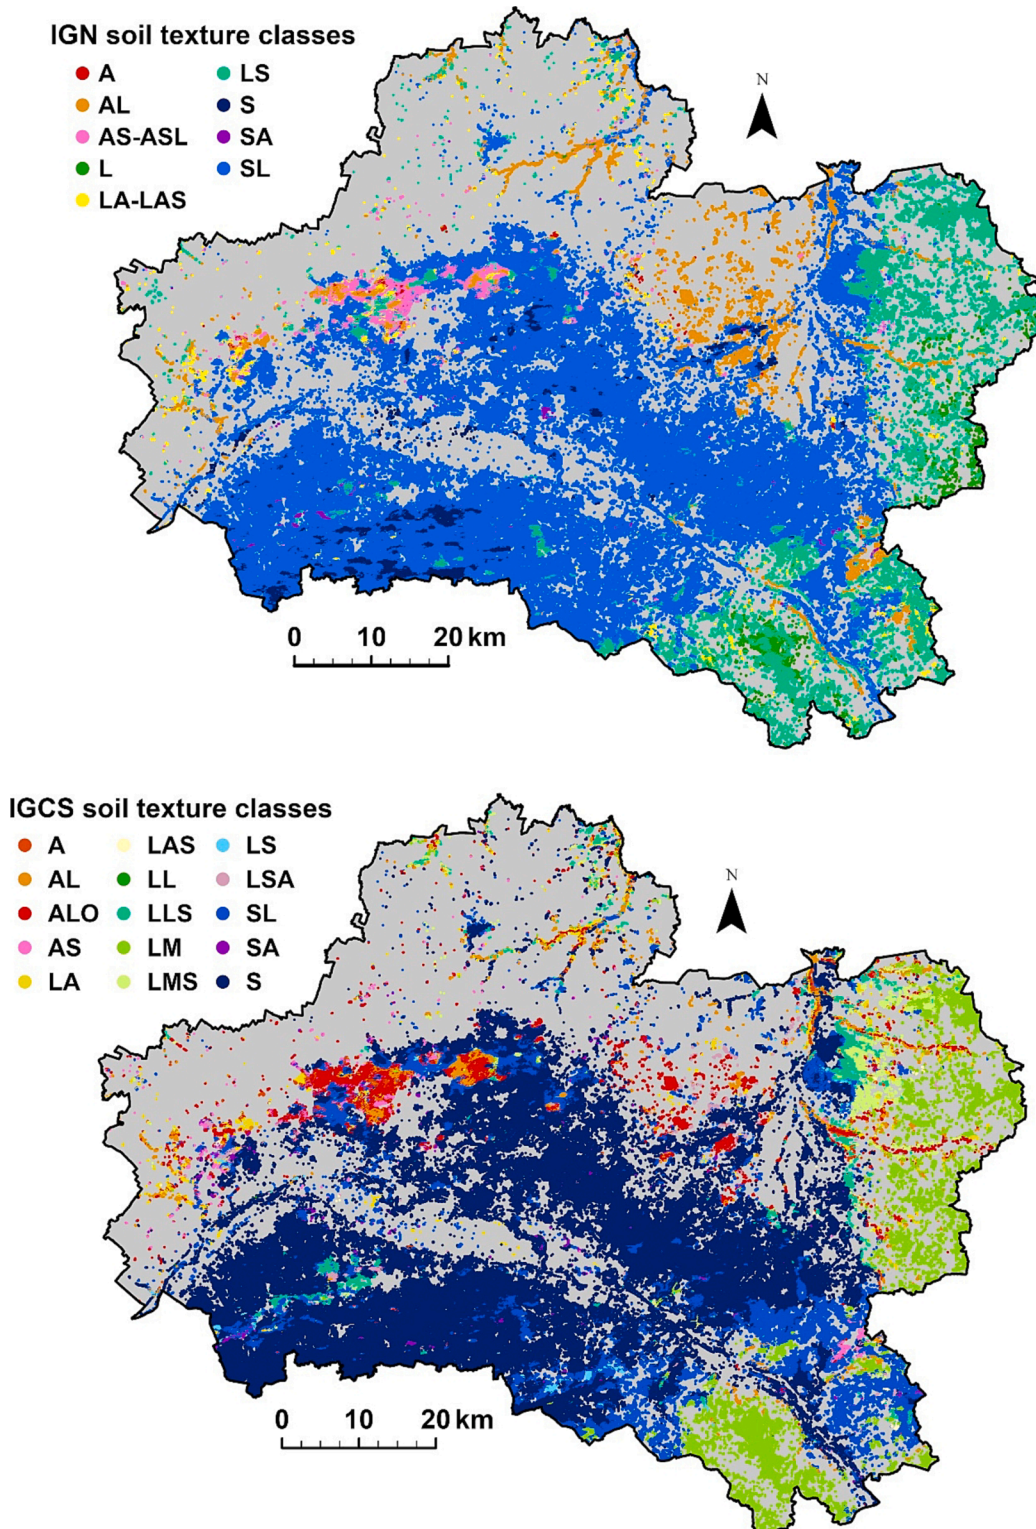 IGN soil texture classes
A LS
AL S
AS-ASL SA
L SL
LA-LAS
N
0 10 20 km
IGCS soil texture classes
A LAS LS
AL LL LSA
ALO LLS SL
AS LM SA
LA LMS S
N
0 10 20 km